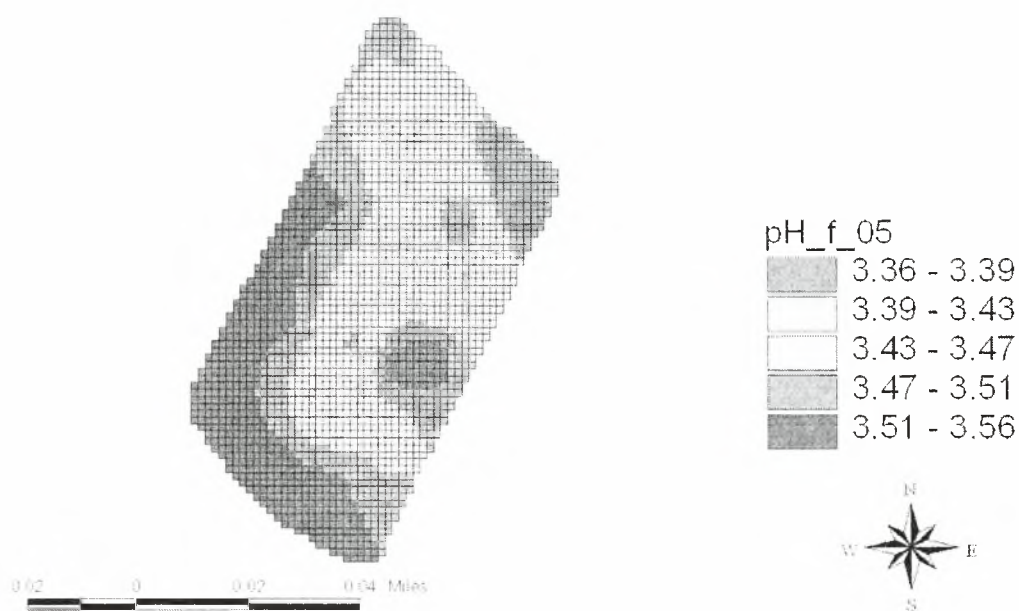 pH_f_05
3.36 - 3.39
3.39 - 3.43
3.43 - 3.47
3.47 - 3.51
3.51 - 3.56
N
W E
S
0.02 0 0.02 0.04 Miles